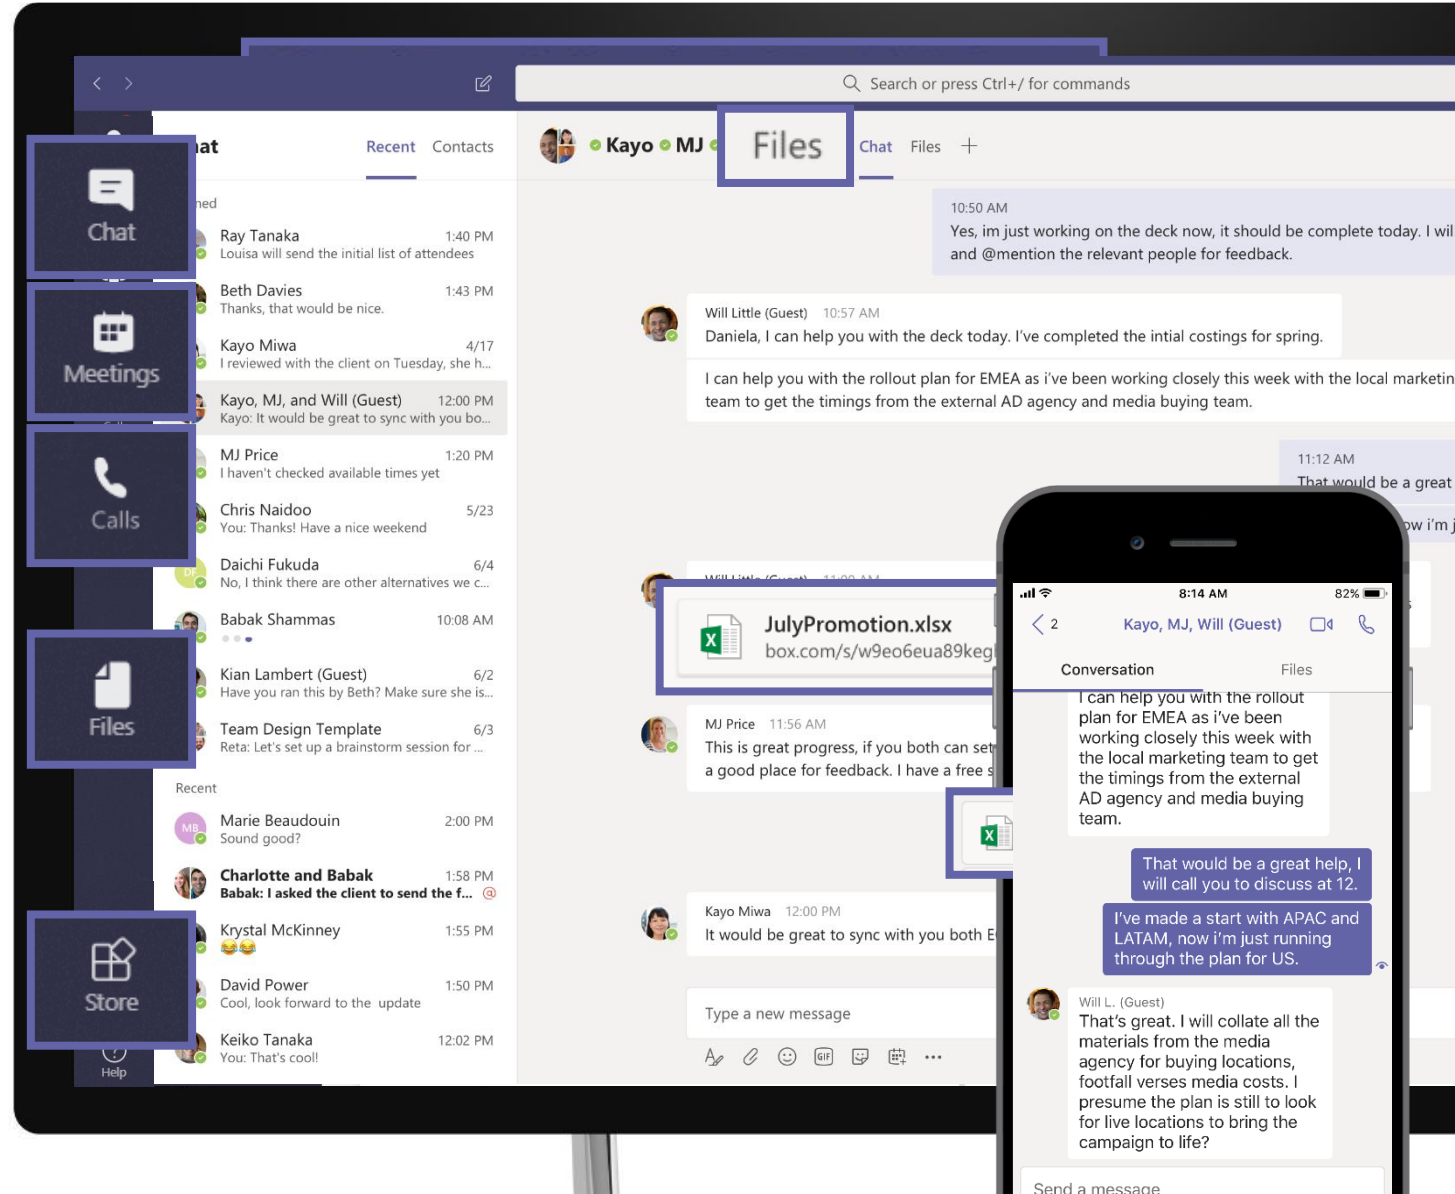 Search or press Ctrl+/ for commands
Chat
Meetings
Calls
Files
Store
Help
Recent Contacts
Ray Tanaka 1:40 PM
Louisa will send the initial list of attendees
Beth Davies 1:43 PM
Thanks, that would be nice.
Kayo Miwa 4/17
I reviewed with the client on Tuesday, she h...
Kayo, MJ, and Will (Guest) 12:00 PM
Kayo: It would be great to sync with you bo...
MJ Price 1:20 PM
I haven't checked available times yet
Chris Naidoo 5/23
You: Thanks! Have a nice weekend
DF Daichi Fukuda 6/4
No, I think there are other alternatives we c...
Babak Shammas 10:08 AM
Kian Lambert (Guest) 6/2
Have you ran this by Beth? Make sure she is...
Team Design Template 6/3
Reta: Let's set up a brainstorm session for ...
Recent
MB Marie Beaudouin 2:00 PM
Sound good?
Charlotte and Babak 1:58 PM
Babak: I asked the client to send the f... @
Krystal McKinney 1:55 PM
David Power 1:50 PM
Cool, look forward to the update
Keiko Tanaka 12:02 PM
You: That's cool!
Kayo MJ Files Chat Files
10:50 AM
Yes, im just working on the deck now, it should be complete today. I wil
and @mention the relevant people for feedback.
Will Little (Guest) 10:57 AM
Daniela, I can help you with the deck today. I've completed the intial costings for spring.
I can help you with the rollout plan for EMEA as i've been working closely this week with the local marketin
team to get the timings from the external AD agency and media buying team.
11:12 AM
That would be a great
ow i'm j
JulyPromotion.xlsx
box.com/s/w9eo6eua89keg
MJ Price 11:56 AM
This is great progress, if you both can set
a good place for feedback. I have a free s
Kayo Miwa 12:00 PM
It would be great to sync with you both E
Type a new message
GIF
8:14 AM 82%
2 Kayo, MJ, Will (Guest)
Conversation Files
I can help you with the rollout
plan for EMEA as i've been
working closely this week with
the local marketing team to get
the timings from the external
AD agency and media buying
team.
That would be a great help, I
will call you to discuss at 12.
I've made a start with APAC and
LATAM, now i'm just running
through the plan for US.
Will L. (Guest)
That's great. I will collate all the
materials from the media
agency for buying locations,
footfall verses media costs. I
presume the plan is still to look
for live locations to bring the
campaign to life?
Send a message